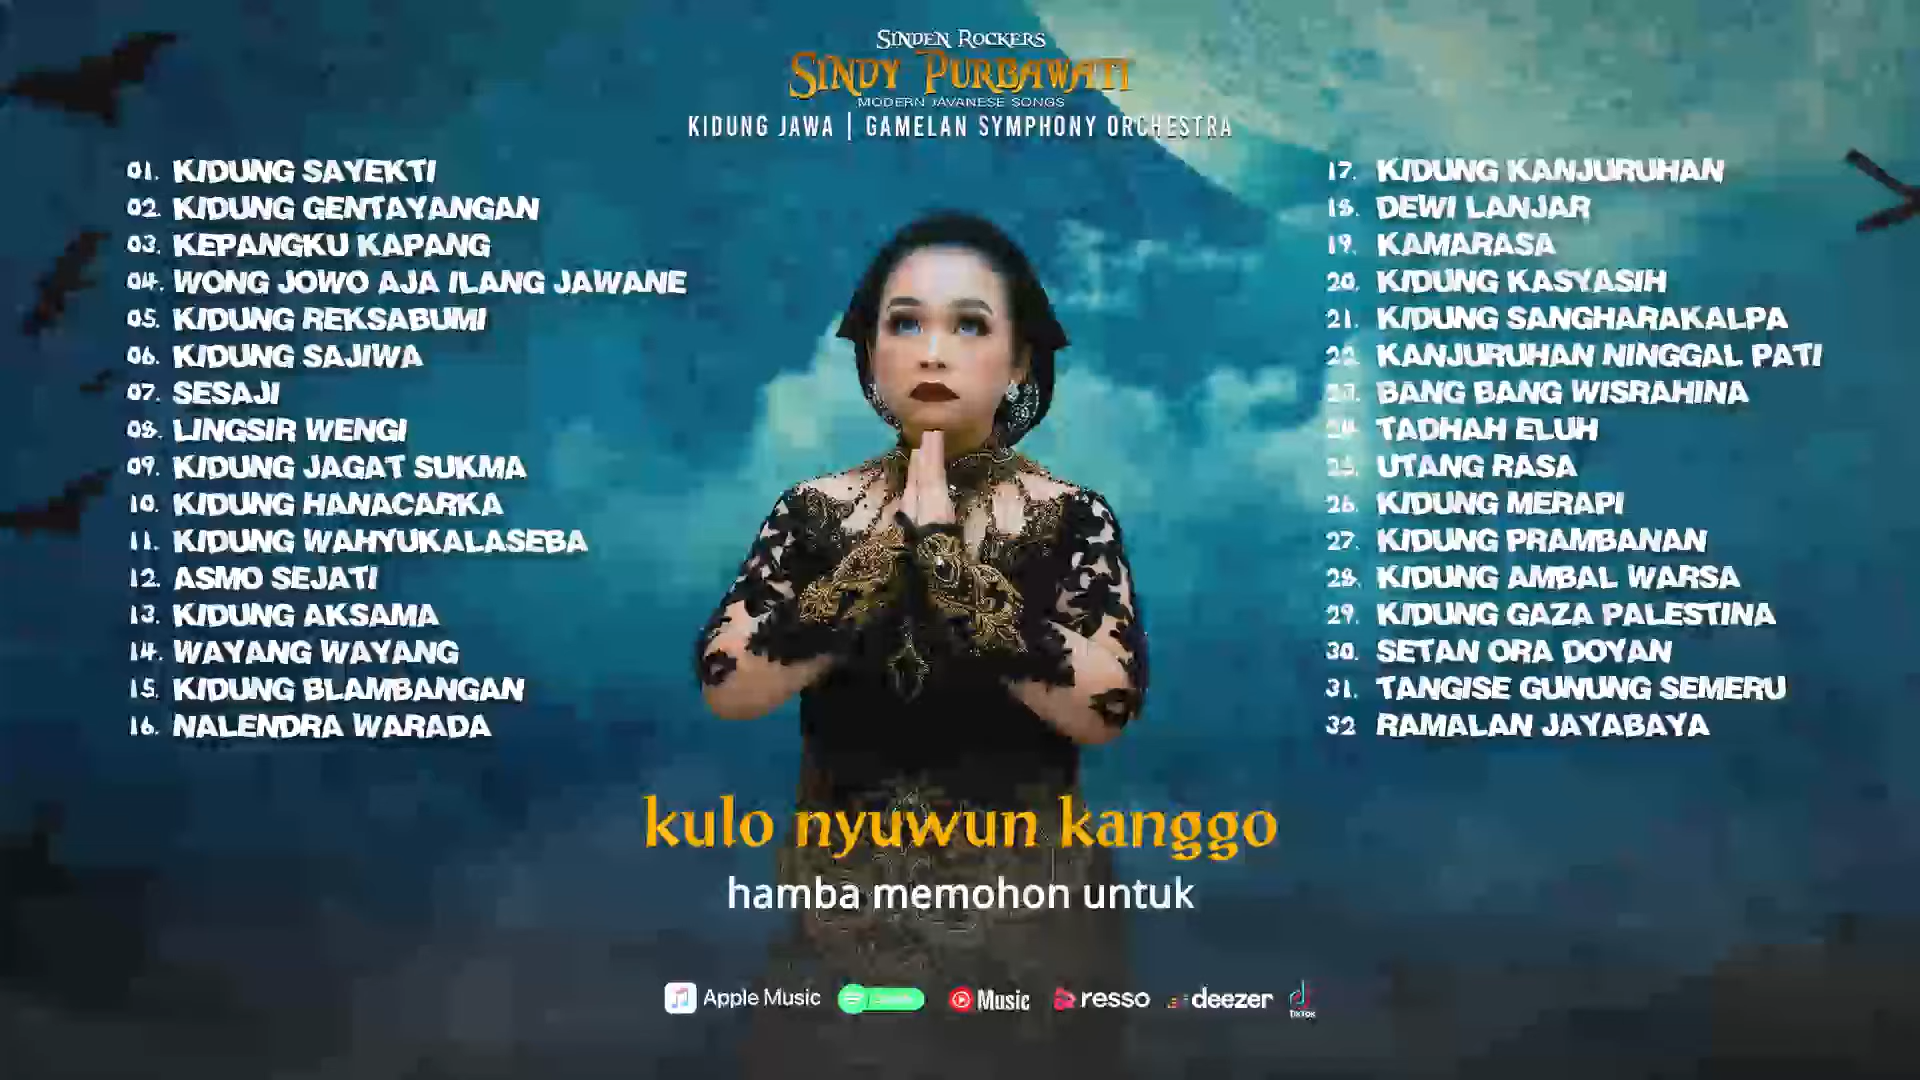 SINDEN ROCKERS
SINDY PURBAWATI
MODERN JAVANESE SONGS
KIDUNG JAWA | GAMELAN SYMPHONY ORCHESTRA
01. KIDUNG SAYEKTI
02 KIDUNG GENTAYANGAN
03. KEPANGKU KAPANG
04. WONG JOWO AJA ILANG JAWANE
05. KIDUNG REKSABUMI
06. KIDUNG SAJIWA
07. SESAJI
08. LINGSIR WENGI
09. KIDUNG JAGAT SUKMA
10. KIDUNG HANACARKA
11. KIDUNG WAHYUKALASEBA
12. ASMO SEJATI
13. KIDUNG AKSAMA
14. WAYANG WAYANG
15. KIDUNG BLAMBANGAN
16. NALENDRA WARADA
17. KIDUNG KANJURUHAN
18. DEWI LANJAR
19. KAMARASA
20. KIDUNG KASYASIH
21. KIDUNG SANGHARAKALPA
22. KANJURUHAN NINGGAL PATI
23. BANG BANG WISRAHINA
24. TADHAH ELUH
25. UTANG RASA
26. KIDUNG MERAPI
27. KIDUNG PRAMBANAN
28. KIDUNG AMBAL WARSA
29. KIDUNG GAZA PALESTINA
30. SETAN ORA DOYAN
31. TANGISE GUNUNG SEMERU
32 RAMALAN JAYABAYA
kulo nyuwun kanggo
hamba memohon untuk
Apple Music Music resso deezer TikTok